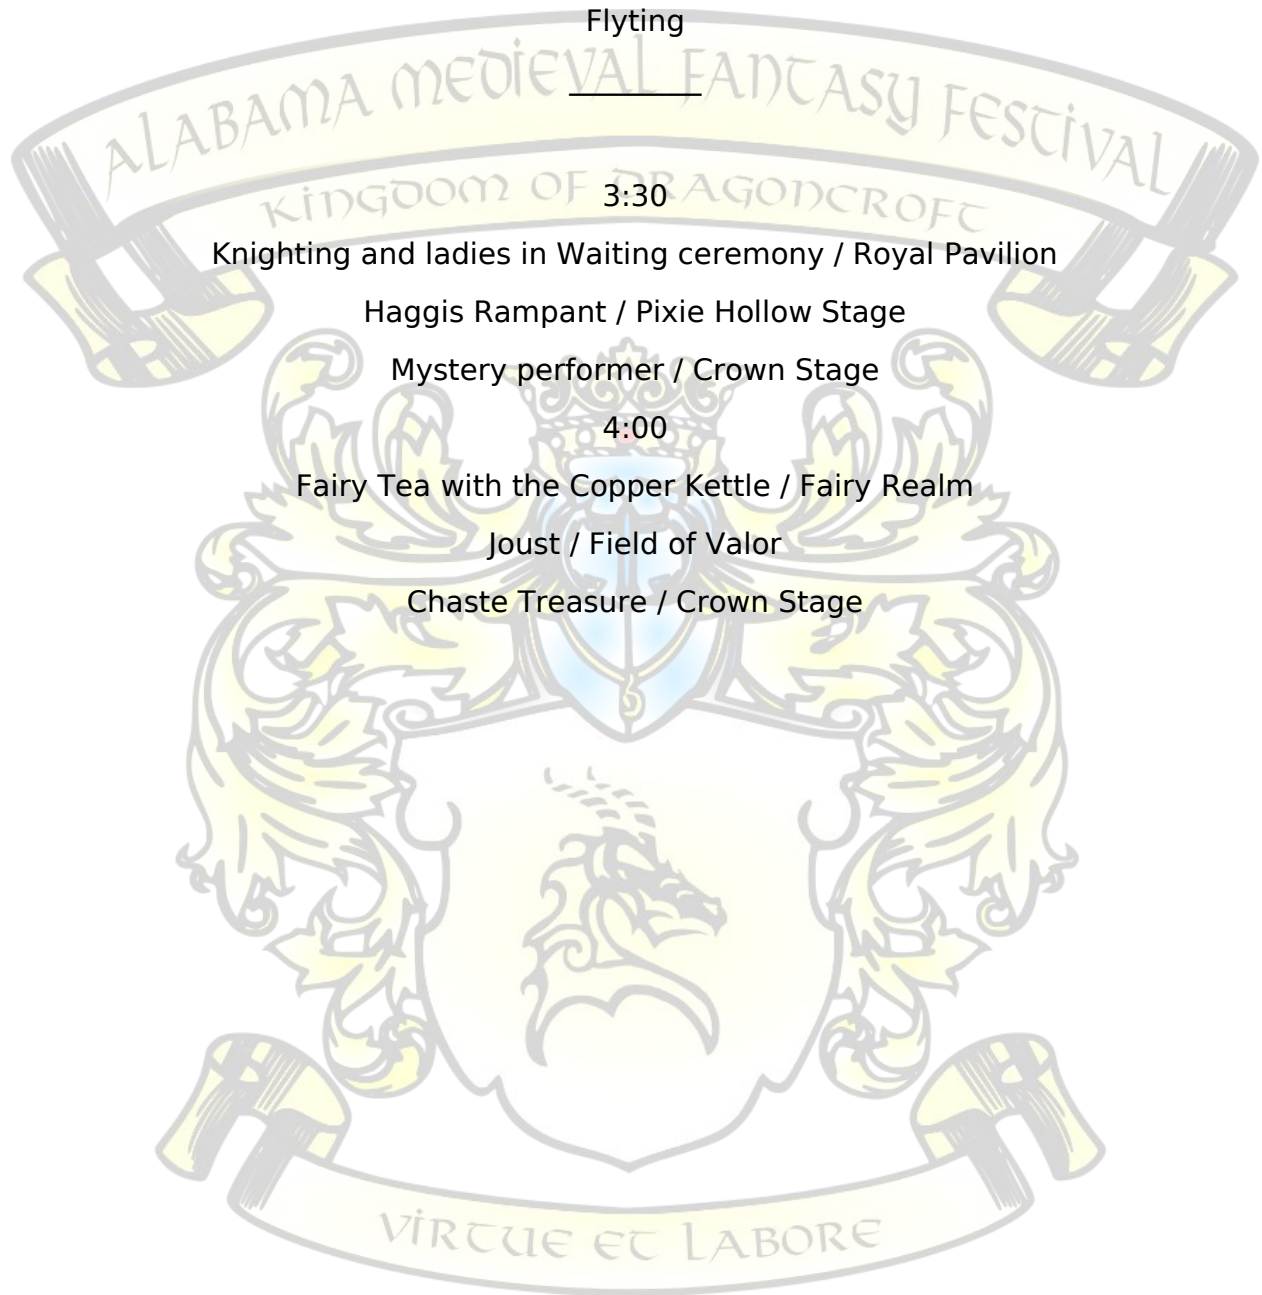 Flyting
ALABAMA MEDIEVAL FANTASY FESTIVAL
KINGDOM OF DRAGONCROFT
3:30
Knighting and ladies in Waiting ceremony / Royal Pavilion
Haggis Rampant / Pixie Hollow Stage
Mystery performer / Crown Stage
4:00
Fairy Tea with the Copper Kettle / Fairy Realm
Joust / Field of Valor
Chaste Treasure / Crown Stage
VIRTUE ET LABORE